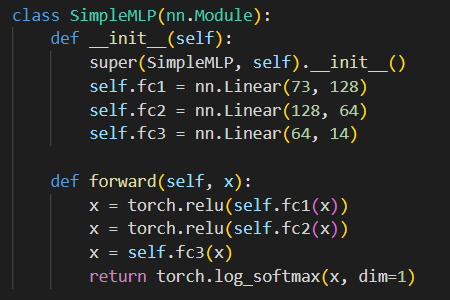 class SimpleMLP(nn.Module):
    def __init__(self):
        super(SimpleMLP, self).__init__()
        self.fc1 = nn.Linear(73, 128)
        self.fc2 = nn.Linear(128, 64)
        self.fc3 = nn.Linear(64, 14)

    def forward(self, x):
        x = torch.relu(self.fc1(x))
        x = torch.relu(self.fc2(x))
        x = self.fc3(x)
        return torch.log_softmax(x, dim=1)